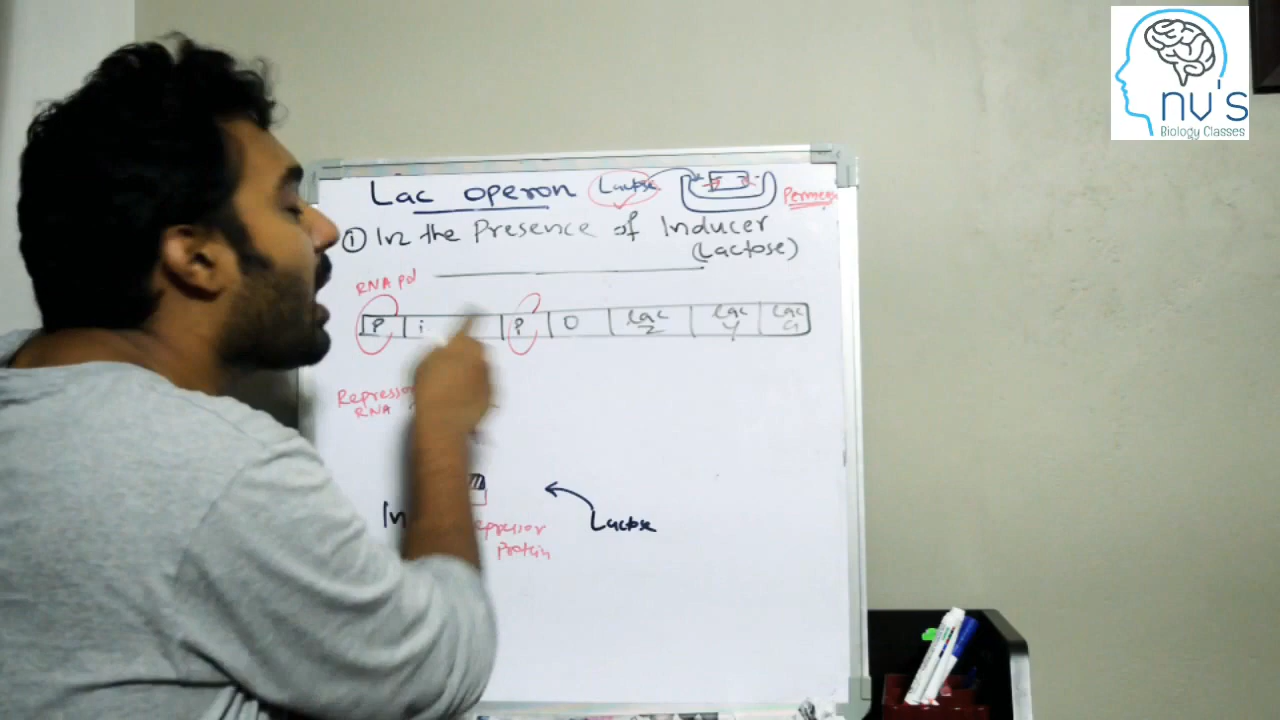 nv's
Biology Classes
Lac operon Lactose
Permease
① In the Presence of Inducer
(Lactose)
RNA pol
P i P O Lac Z Lac Y Lac a
Repressor
RNA
In
Lactose
repressor
protein